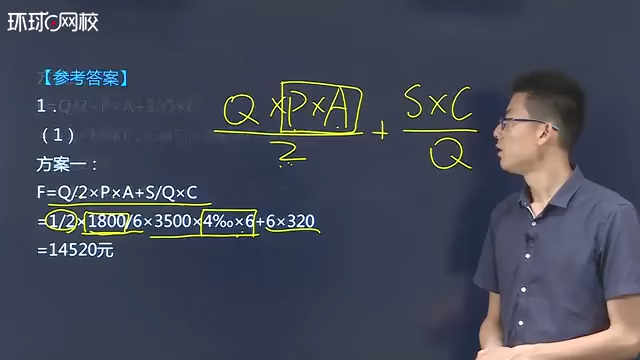 环球网校
【参考答案】
1.
（1）
方案一：
F=Q/2×P×A+S/Q×C
=1/2×1800/6×3500×4‰×6+6×320
=14520元
Q×P×A/2 + S×C/Q